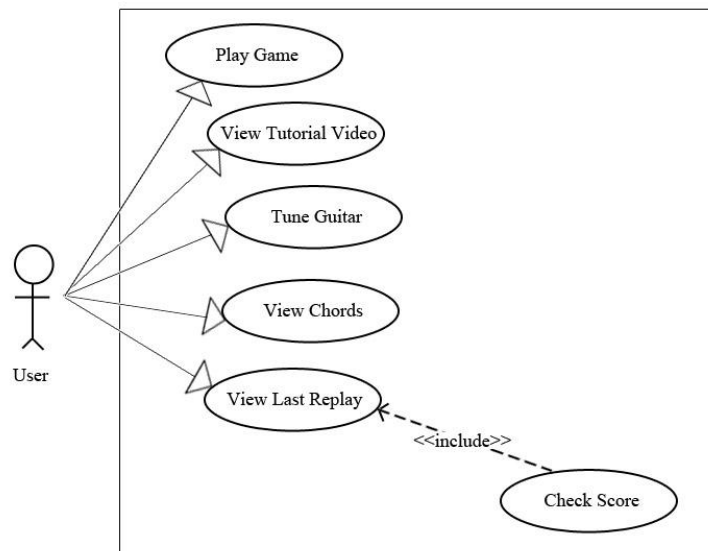 Play Game
View Tutorial Video
Tune Guitar
View Chords
User
View Last Replay
<<include>>
Check Score